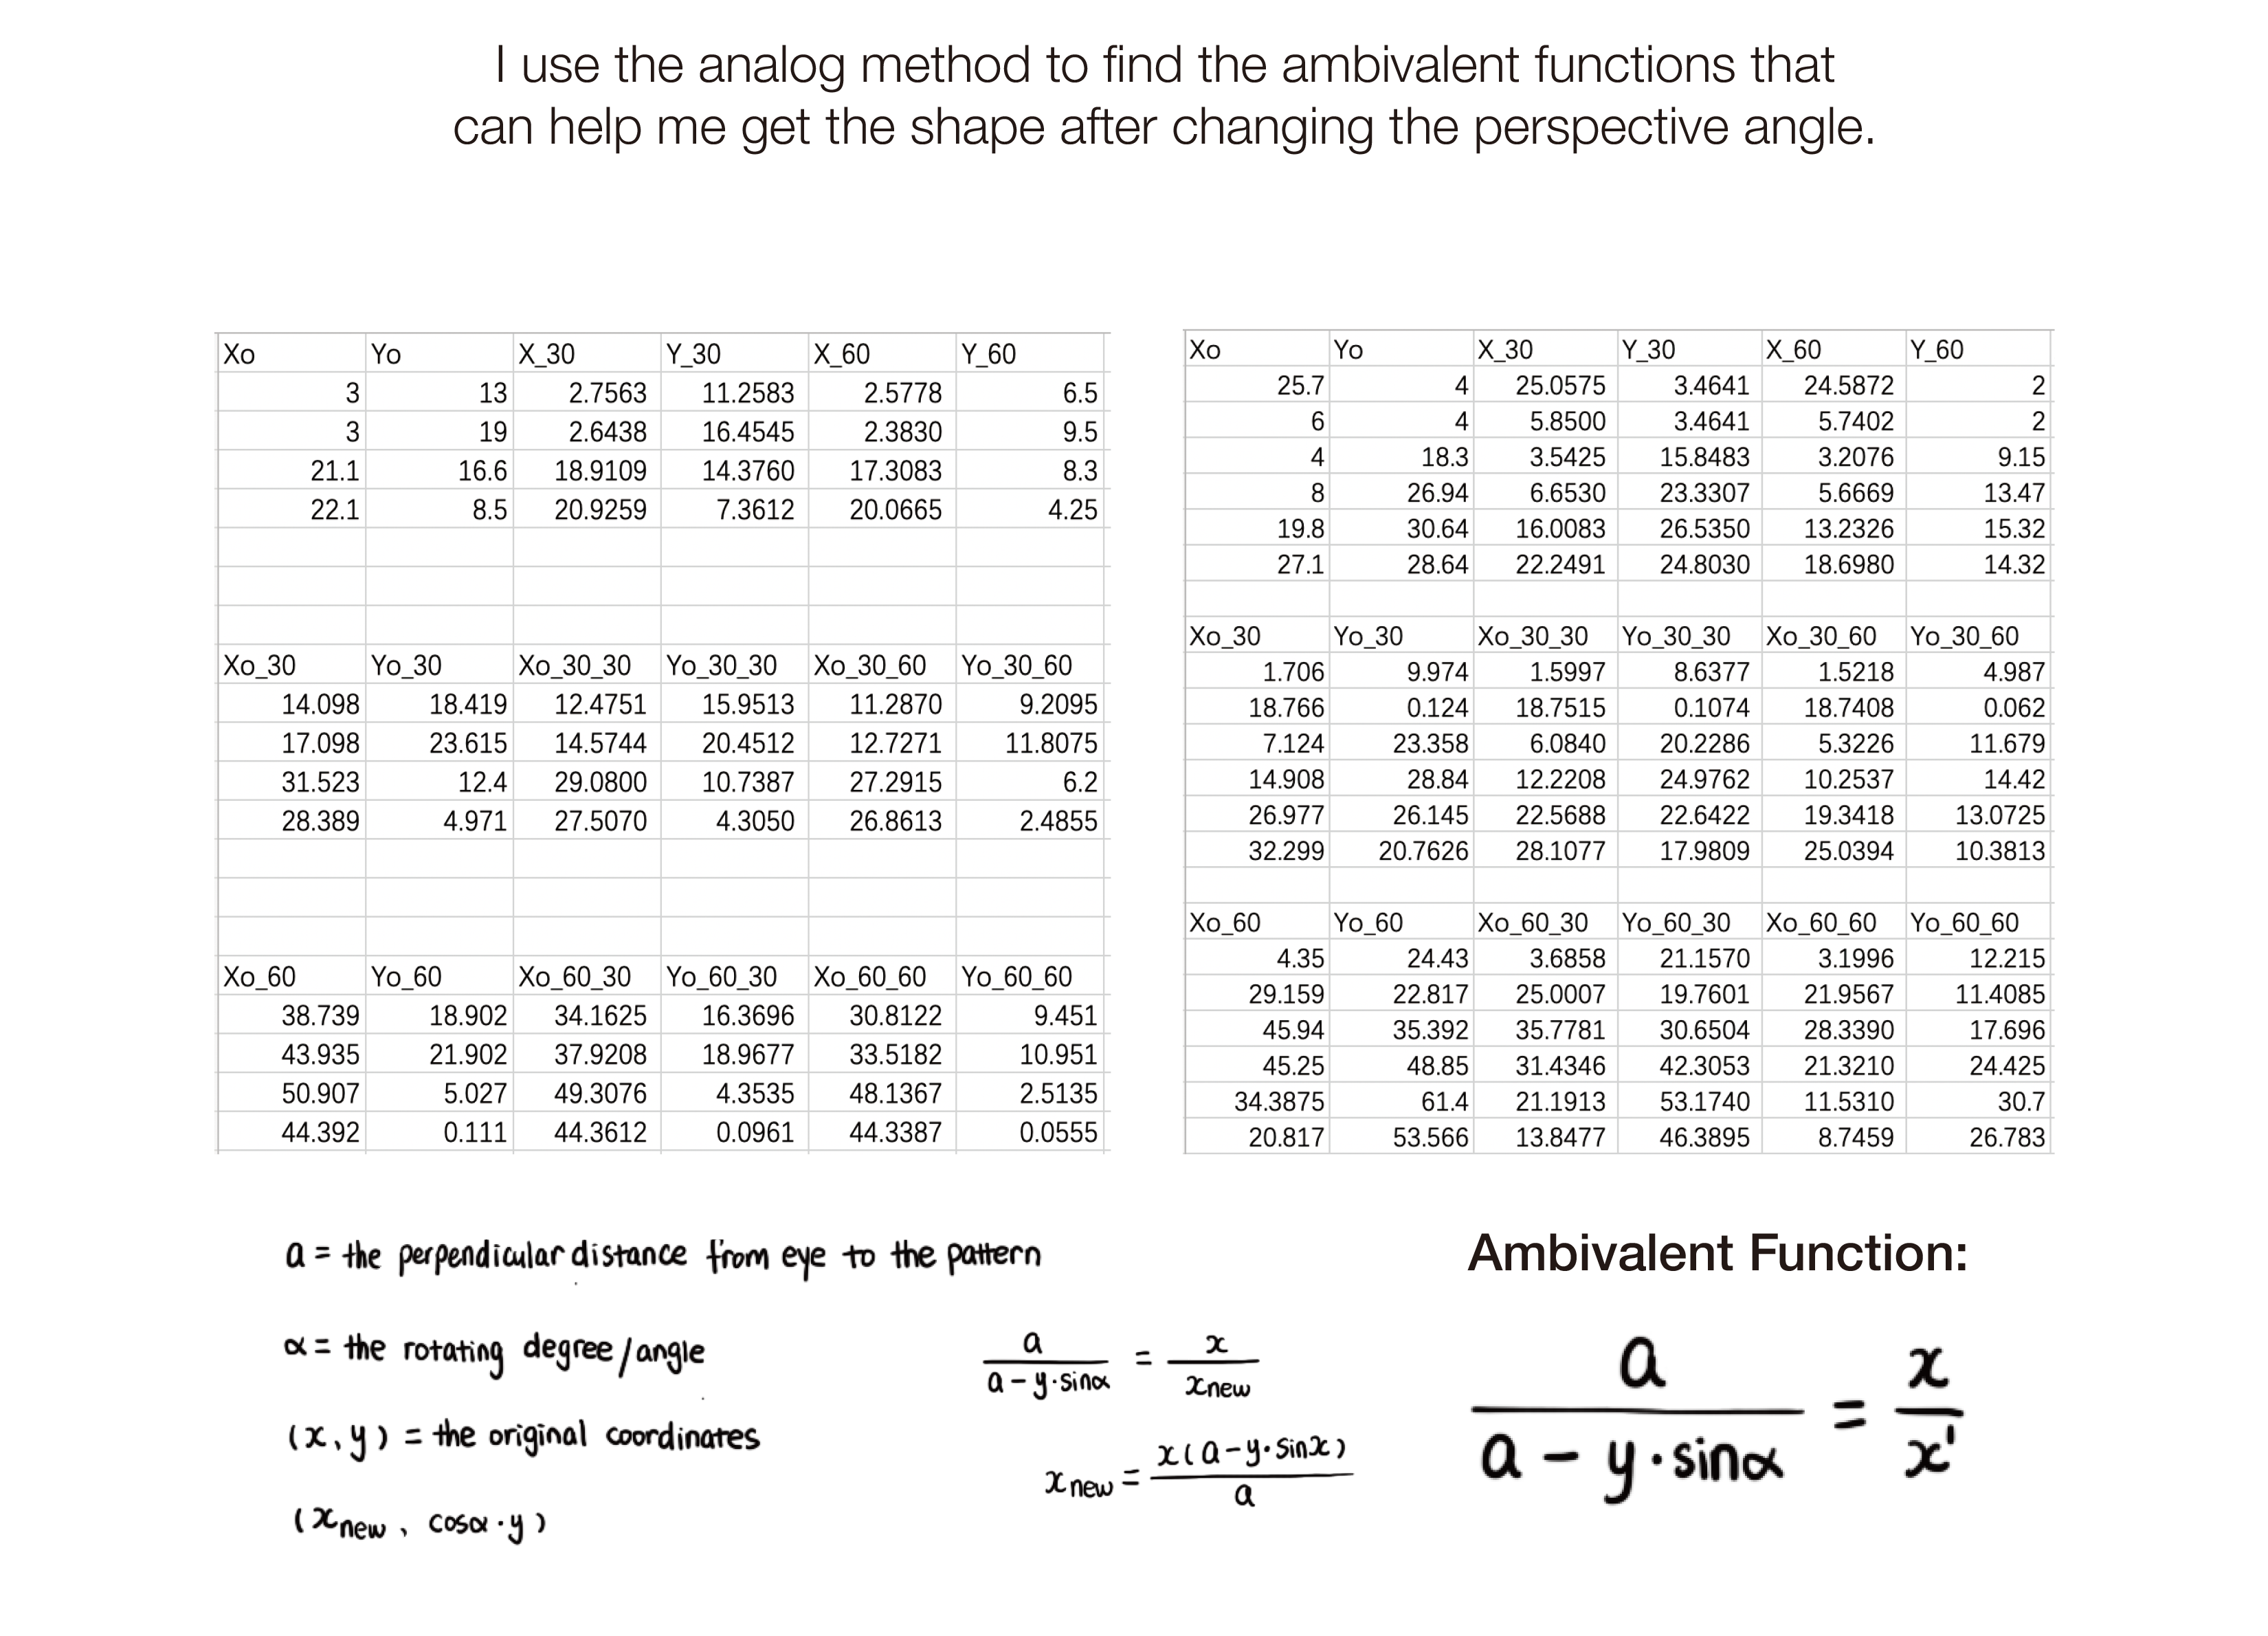 I use the analog method to find the ambivalent functions that
can help me get the shape after changing the perspective angle.
Xo Yo X_30 Y_30 X_60 Y_60
3 13 2.7563 11.2583 2.5778 6.5
3 19 2.6438 16.4545 2.3830 9.5
21.1 16.6 18.9109 14.3760 17.3083 8.3
22.1 8.5 20.9259 7.3612 20.0665 4.25
Xo_30 Yo_30 Xo_30_30 Yo_30_30 Xo_30_60 Yo_30_60
14.098 18.419 12.4751 15.9513 11.2870 9.2095
17.098 23.615 14.5744 20.4512 12.7271 11.8075
31.523 12.4 29.0800 10.7387 27.2915 6.2
28.389 4.971 27.5070 4.3050 26.8613 2.4855
Xo_60 Yo_60 Xo_60_30 Yo_60_30 Xo_60_60 Yo_60_60
38.739 18.902 34.1625 16.3696 30.8122 9.451
43.935 21.902 37.9208 18.9677 33.5182 10.951
50.907 5.027 49.3076 4.3535 48.1367 2.5135
44.392 0.111 44.3612 0.0961 44.3387 0.0555
Xo Yo X_30 Y_30 X_60 Y_60
25.7 4 25.0575 3.4641 24.5872 2
6 4 5.8500 3.4641 5.7402 2
4 18.3 3.5425 15.8483 3.2076 9.15
8 26.94 6.6530 23.3307 5.6669 13.47
19.8 30.64 16.0083 26.5350 13.2326 15.32
27.1 28.64 22.2491 24.8030 18.6980 14.32
Xo_30 Yo_30 Xo_30_30 Yo_30_30 Xo_30_60 Yo_30_60
1.706 9.974 1.5997 8.6377 1.5218 4.987
18.766 0.124 18.7515 0.1074 18.7408 0.062
7.124 23.358 6.0840 20.2286 5.3226 11.679
14.908 28.84 12.2208 24.9762 10.2537 14.42
26.977 26.145 22.5688 22.6422 19.3418 13.0725
32.299 20.7626 28.1077 17.9809 25.0394 10.3813
Xo_60 Yo_60 Xo_60_30 Yo_60_30 Xo_60_60 Yo_60_60
4.35 24.43 3.6858 21.1570 3.1996 12.215
29.159 22.817 25.0007 19.7601 21.9567 11.4085
45.94 35.392 35.7781 30.6504 28.3390 17.696
45.25 48.85 31.4346 42.3053 21.3210 24.425
34.3875 61.4 21.1913 53.1740 11.5310 30.7
20.817 53.566 13.8477 46.3895 8.7459 26.783
a = the perpendicular distance from eye to the pattern
α = the rotating degree/angle
(x, y) = the original coordinates
(x new, cosα·y)
a / a - y·sinα = x / x new
x new = x(a - y·sinx) / a
Ambivalent Function:
a / a - y·sinα = x / x'